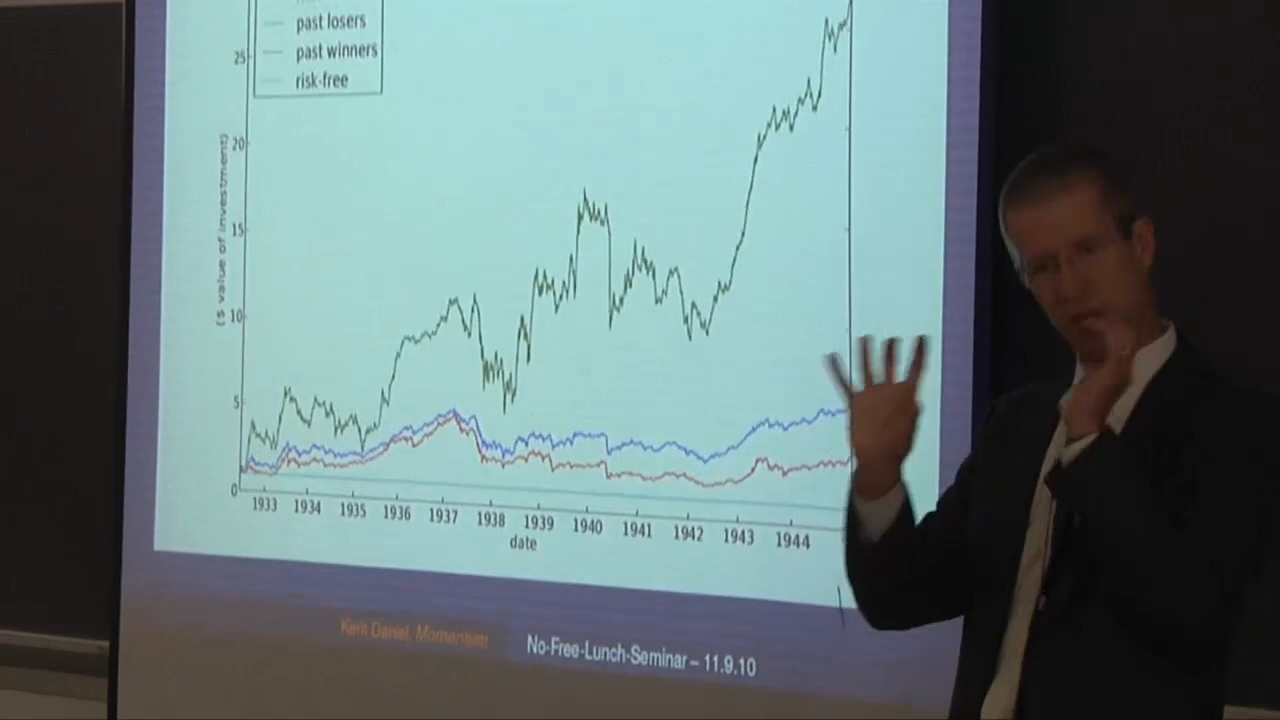 past losers
past winners
risk-free
($ value of investment)
25
20
15
10
5
0
1933 1934 1935 1936 1937 1938 1939 1940 1941 1942 1943 1944
date
Kent Daniel, Momentum
No-Free-Lunch-Seminar – 11.9.10